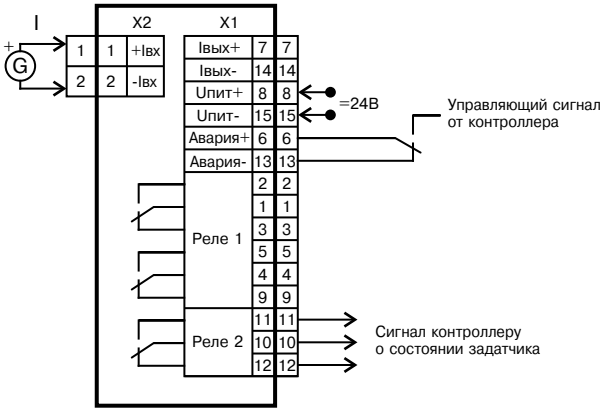 I
X2
X1
+
G
1 1 +Iвх
2 2 -Iвх
Iвых+ 7 7
Iвых- 14 14
Uпит+ 8 8
=24В
Uпит- 15 15
Авария+ 6 6
Авария- 13 13
Управляющий сигнал
от контроллера
Реле 1
2 2
1 1
3 3
5 5
4 4
9 9
Реле 2
11 11
10 10
12 12
Сигнал контроллеру
о состоянии задатчика